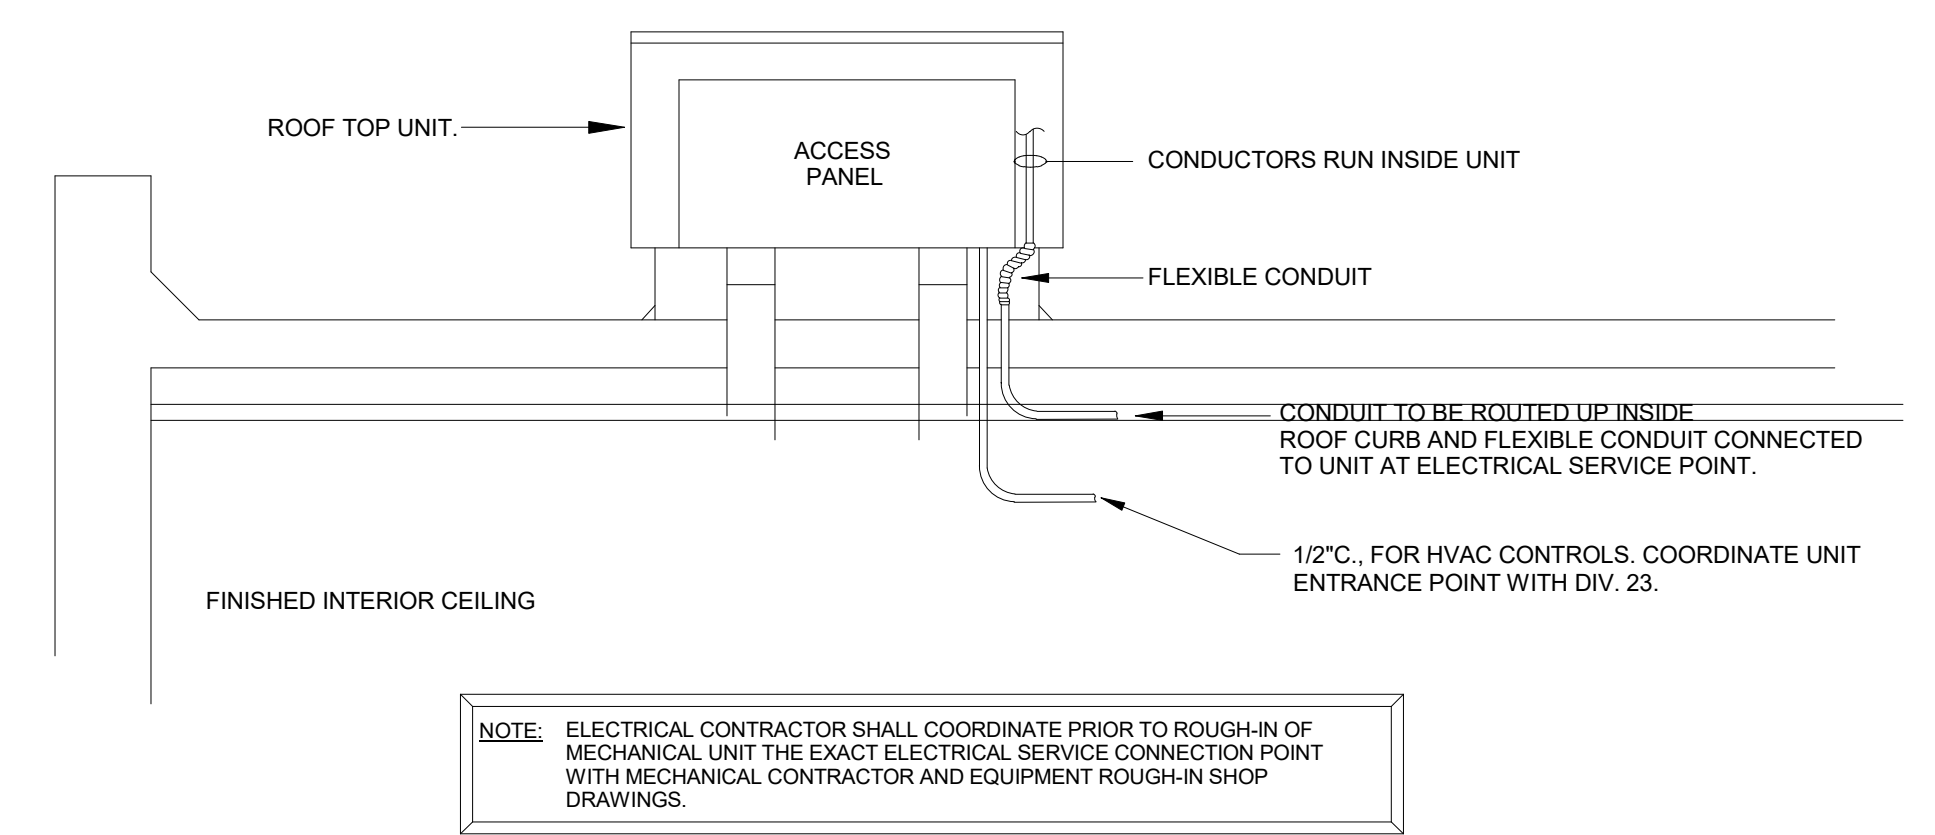 ROOF TOP UNIT.
ACCESS
PANEL
CONDUCTORS RUN INSIDE UNIT
FLEXIBLE CONDUIT
CONDUIT TO BE ROUTED UP INSIDE
ROOF CURB AND FLEXIBLE CONDUIT CONNECTED
TO UNIT AT ELECTRICAL SERVICE POINT.
1/2"C., FOR HVAC CONTROLS. COORDINATE UNIT
ENTRANCE POINT WITH DIV. 23.
FINISHED INTERIOR CEILING
NOTE: ELECTRICAL CONTRACTOR SHALL COORDINATE PRIOR TO ROUGH-IN OF
MECHANICAL UNIT THE EXACT ELECTRICAL SERVICE CONNECTION POINT
WITH MECHANICAL CONTRACTOR AND EQUIPMENT ROUGH-IN SHOP
DRAWINGS.